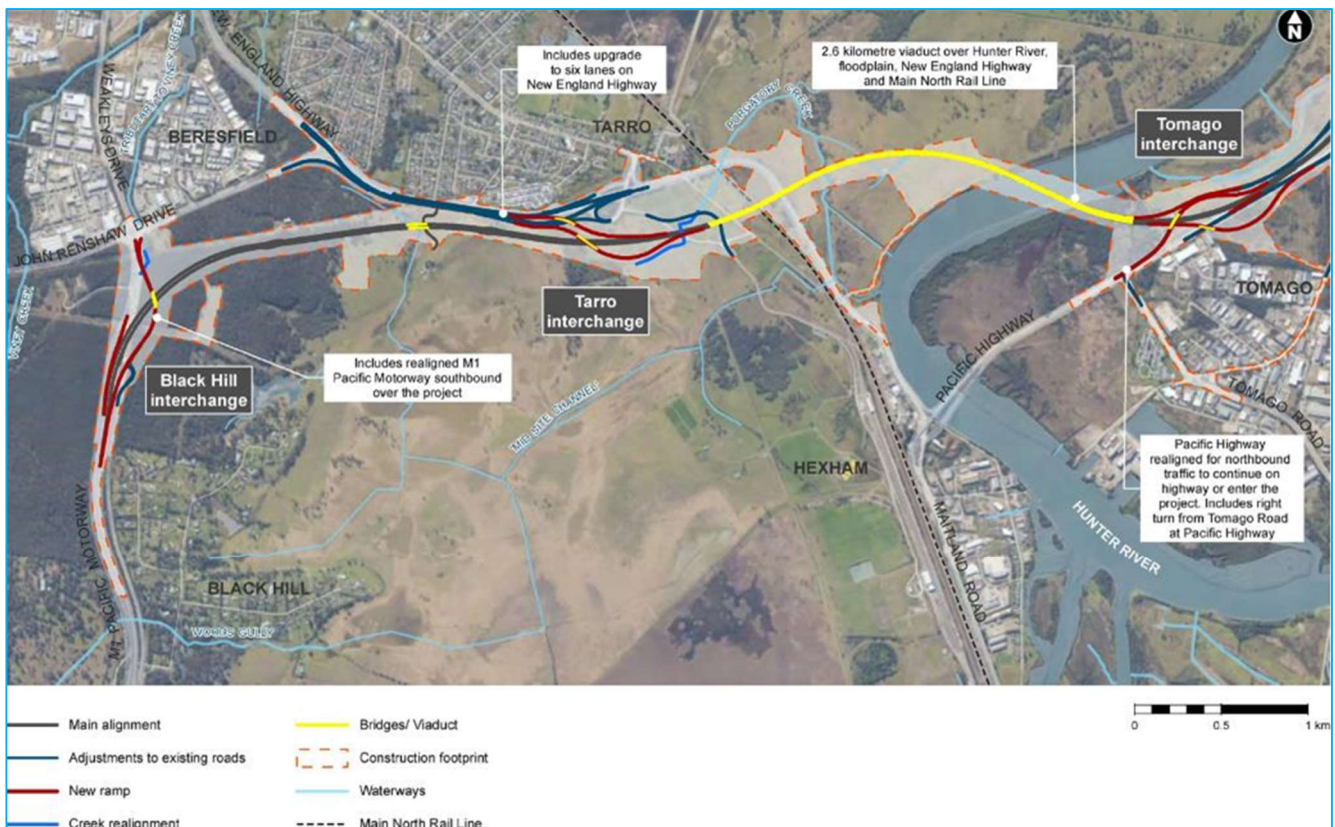 N
Includes upgrade
to six lanes on
New England Highway
2.6 kilometre viaduct over Hunter River,
floodplain, New England Highway
and Main North Rail Line
NEW ENGLAND HIGHWAY
WEAKLEYS DRIVE
BERESFIELD
TARRO
PURGATORY CREEK
Tomago
interchange
JOHN RENSHAW DRIVE
VINEY CREEK
Tarro
interchange
TOMAGO
Includes realigned M1
Pacific Motorway southbound
over the project
Black Hill
interchange
PACIFIC HIGHWAY
TOMAGO ROAD
MID SITE CHANNEL
HEXHAM
Pacific Highway
realigned for northbound
traffic to continue on
highway or enter the
project. Includes right
turn from Tomago Road
at Pacific Highway
M1 PACIFIC MOTORWAY
MAITLAND ROAD
HUNTER RIVER
BLACK HILL
WOODS GULLY
Main alignment
Bridges/ Viaduct
0 0.5 1 km
Adjustments to existing roads
Construction footprint
New ramp
Waterways
Creek realignment
Main North Rail Line